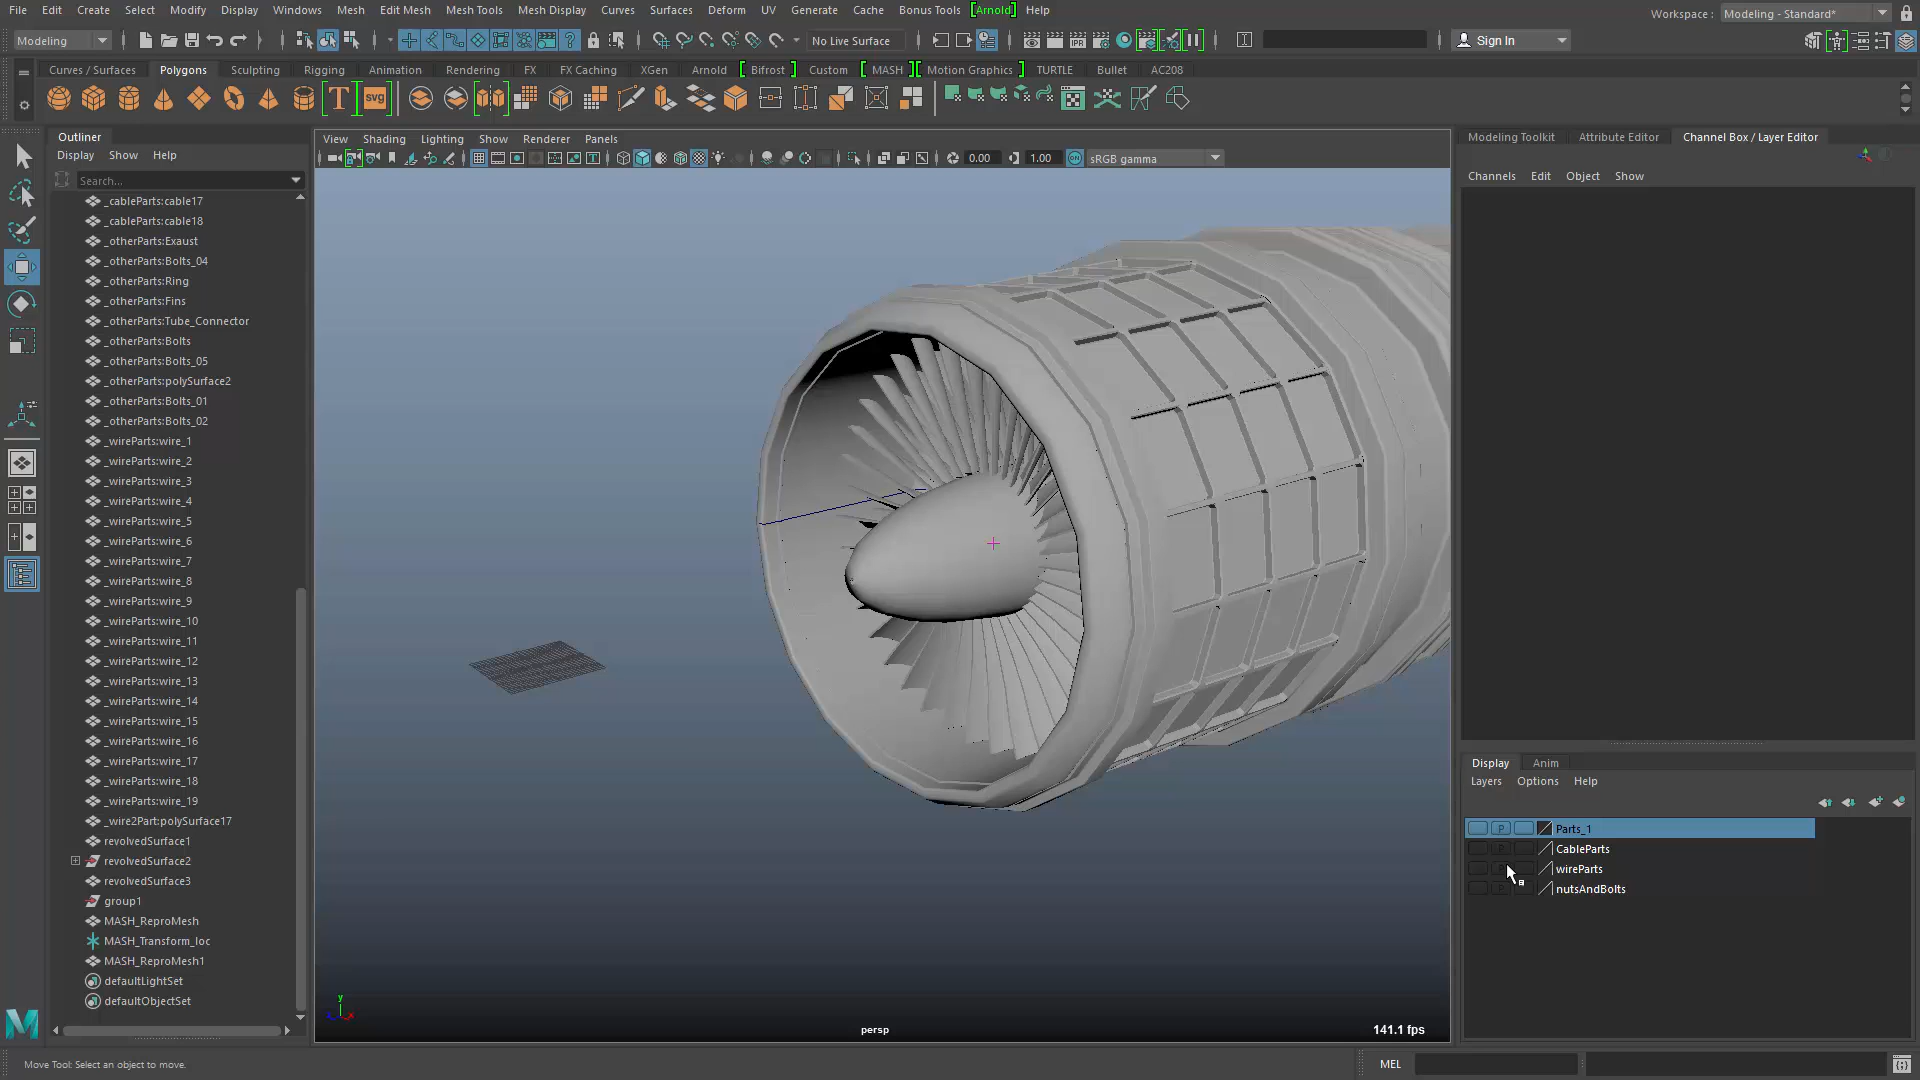 File Edit Create Select Modify Display Windows Mesh Edit Mesh Mesh Tools Mesh Display Curves Surfaces Deform UV Generate Cache Bonus Tools [Arnold] Help
Workspace : Modeling - Standard*
Modeling
No Live Surface
Sign In
Curves / Surfaces Polygons Sculpting Rigging Animation Rendering FX FX Caching XGen Arnold Bifrost Custom MASH Motion Graphics TURTLE Bullet AC208
T svg
Outliner
Display Show Help
Search...
_cableParts:cable17
_cableParts:cable18
_otherParts:Exaust
_otherParts:Bolts_04
_otherParts:Ring
_otherParts:Fins
_otherParts:Tube_Connector
_otherParts:Bolts
_otherParts:Bolts_05
_otherParts:polySurface2
_otherParts:Bolts_01
_otherParts:Bolts_02
_wireParts:wire_1
_wireParts:wire_2
_wireParts:wire_3
_wireParts:wire_4
_wireParts:wire_5
_wireParts:wire_6
_wireParts:wire_7
_wireParts:wire_8
_wireParts:wire_9
_wireParts:wire_10
_wireParts:wire_11
_wireParts:wire_12
_wireParts:wire_13
_wireParts:wire_14
_wireParts:wire_15
_wireParts:wire_16
_wireParts:wire_17
_wireParts:wire_18
_wireParts:wire_19
_wire2Part:polySurface17
revolvedSurface1
revolvedSurface2
revolvedSurface3
group1
MASH_ReproMesh
MASH_Transform_loc
MASH_ReproMesh1
defaultLightSet
defaultObjectSet
View Shading Lighting Show Renderer Panels
0.00 1.00 sRGB gamma
y
x
persp
141.1 fps
Modeling Toolkit Attribute Editor Channel Box / Layer Editor
Channels Edit Object Show
Display Anim
Layers Options Help
P Parts_1
CableParts
wireParts
nutsAndBolts
Move Tool: Select an object to move.
MEL